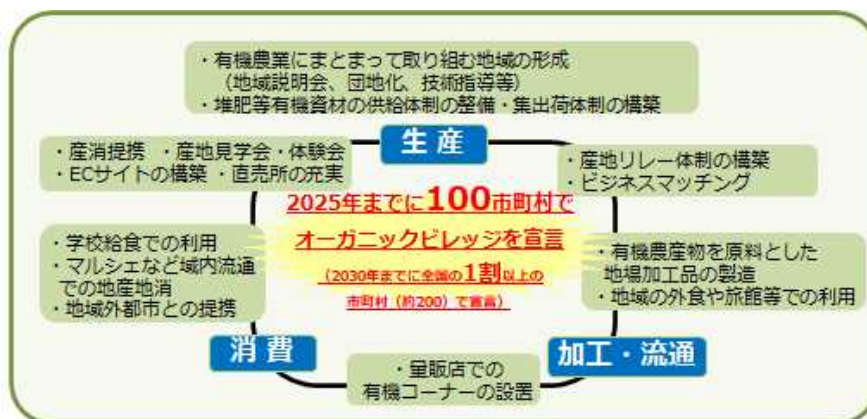 ・有機農業にまとまって取り組む地域の形成
（地域説明会、団地化、技術指導等）
・堆肥等有機資材の供給体制の整備・集出荷体制の構築
生産
・産消提携 ・産地見学会・体験会
・ECサイトの構築 ・直売所の充実
・産地リレー体制の構築
・ビジネスマッチング
2025年までに100市町村で
オーガニックビレッジを宣言
（2030年までに全国の1割以上の
市町村（約200）で宣言）
・学校給食での利用
・マルシェなど域内流通
での地産地消
・地域外都市との提携
・有機農産物を原料とした
地場加工品の製造
・地域の外食や旅館等での利用
消費
加工・流通
・量販店での
有機コーナーの設置